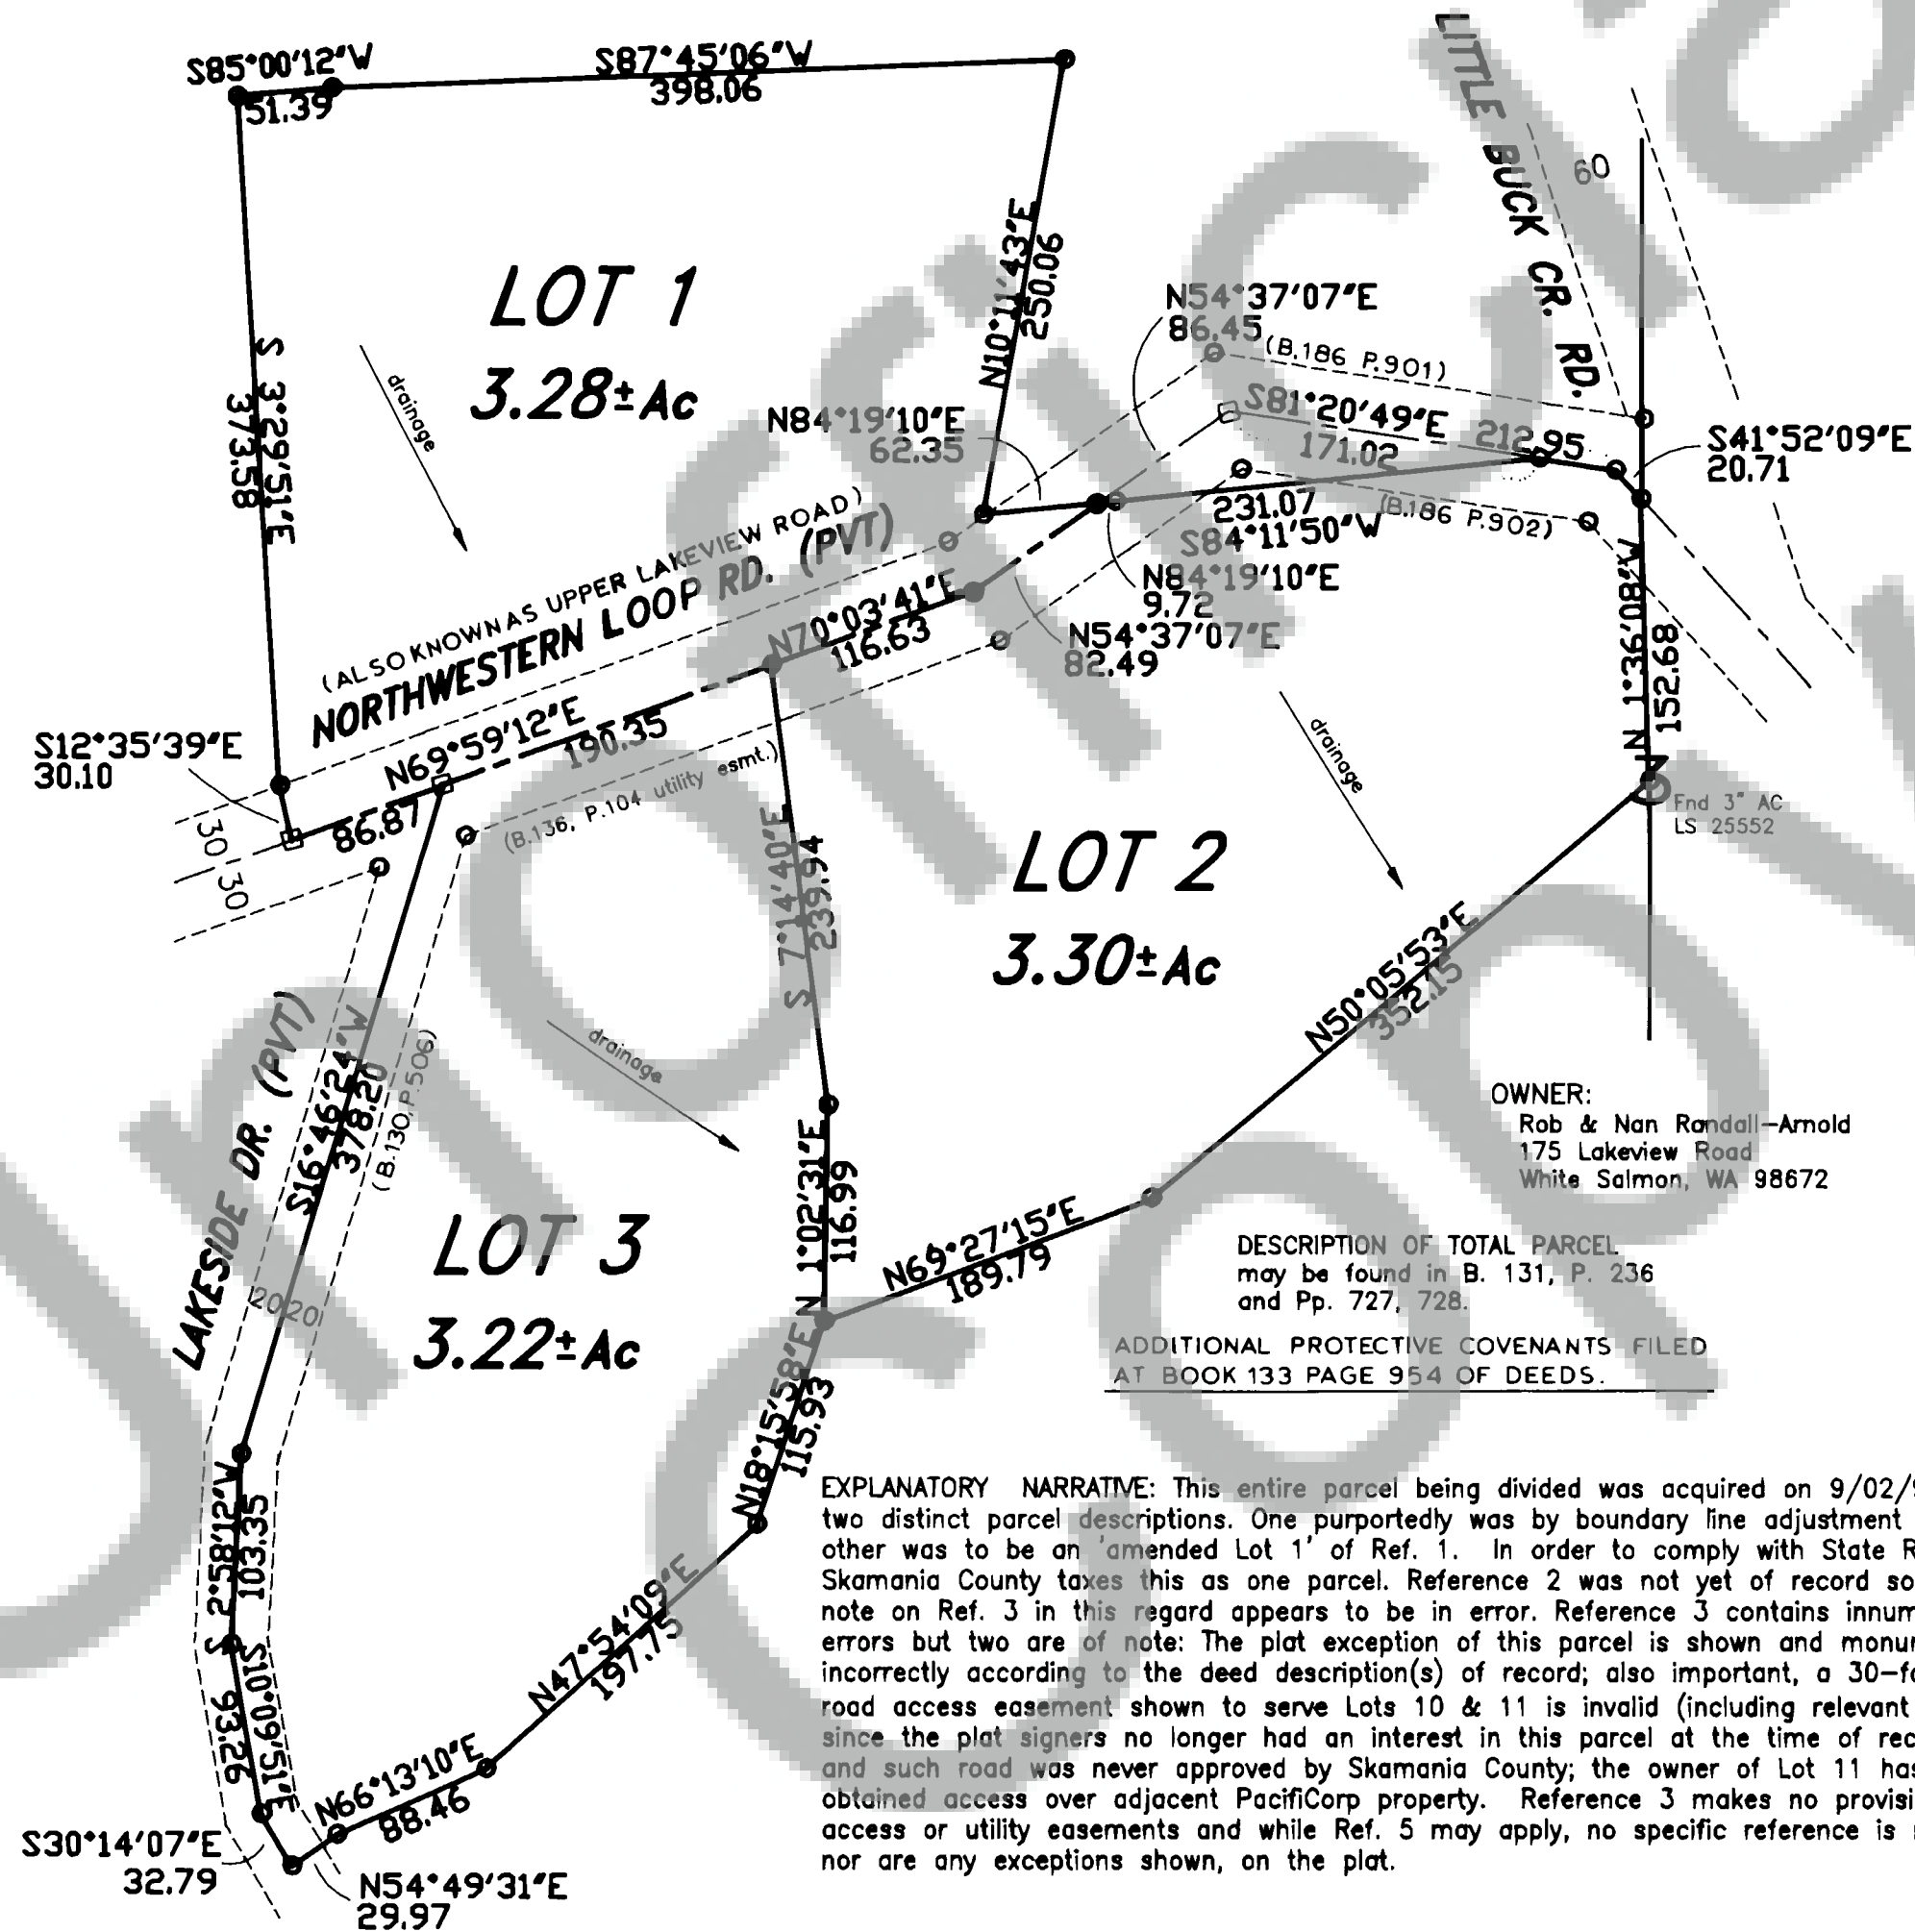 S85°00'12"W
51.39
S87°45'06"W
398.06
LITTLE BUCK CR. RD.
60
LOT 1
3.28±Ac
drainage
S 3°29'51"E
373.58
N10°11'43"E
250.06
N54°37'07"E
86.45
(B.186 P.901)
N84°19'10"E
62.35
S81°20'49"E
171.02
212.95
S41°52'09"E
20.71
231.07
S84°11'50"W
(B.186 P.902)
N84°19'10"E
9.72
N54°37'07"E
82.49
(ALSO KNOWN AS UPPER LAKEVIEW ROAD)
NORTHWESTERN LOOP RD. (PVT)
N70°03'41"E
116.63
N69°59'12"E
190.35
S12°35'39"E
30.10
86.87
(B.136, P.104 utility esmt.)
30
30
N 1°36'08"W
152.68
Fnd 3" AC
LS 25552
drainage
LOT 2
3.30±Ac
S 7°14'40"E
239.94
N50°05'53"E
352.15
LAKESIDE DR. (PVT)
S16°46'24"W
378.20
(B.130,P.506)
drainage
20
20
LOT 3
3.22±Ac
N 1°02'31"E
116.99
N69°27'15"E
189.79
OWNER:
Rob & Nan Randall-Arnold
175 Lakeview Road
White Salmon, WA 98672
DESCRIPTION OF TOTAL PARCEL
may be found in B. 131, P. 236
and Pp. 727, 728.
ADDITIONAL PROTECTIVE COVENANTS FILED
AT BOOK 133 PAGE 954 OF DEEDS.
N18°15'58"E
115.93
S 2°58'12"W
103.35
S10°09'51"E
93.26
N47°54'09"E
197.75
N66°13'10"E
88.46
S30°14'07"E
32.79
N54°49'31"E
29.97
EXPLANATORY NARRATIVE: This entire parcel being divided was acquired on 9/02/9
two distinct parcel descriptions. One purportedly was by boundary line adjustment
other was to be an 'amended Lot 1' of Ref. 1. In order to comply with State R
Skamania County taxes this as one parcel. Reference 2 was not yet of record so
note on Ref. 3 in this regard appears to be in error. Reference 3 contains innum
errors but two are of note: The plat exception of this parcel is shown and monu
incorrectly according to the deed description(s) of record; also important, a 30-fo
road access easement shown to serve Lots 10 & 11 is invalid (including relevant
since the plat signers no longer had an interest in this parcel at the time of rec
and such road was never approved by Skamania County; the owner of Lot 11 has
obtained access over adjacent PacifiCorp property. Reference 3 makes no provisi
access or utility easements and while Ref. 5 may apply, no specific reference is
nor are any exceptions shown, on the plat.